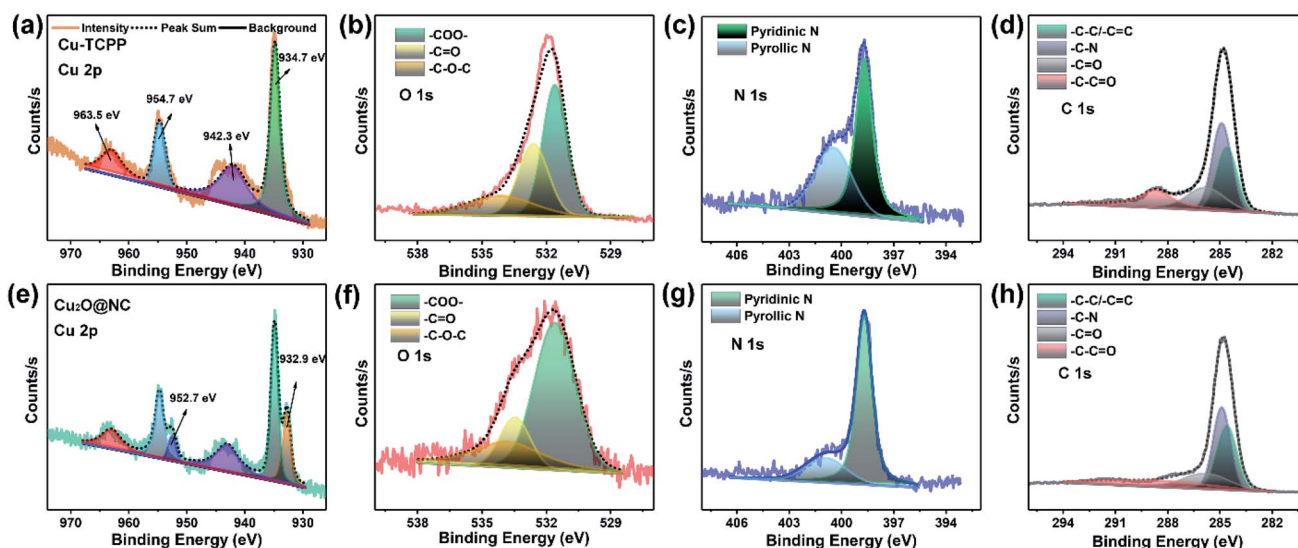 (a)
Intensity Peak Sum Background
Cu-TCPP
Cu 2p
963.5 eV
954.7 eV
942.3 eV
934.7 eV
Counts/s
970 960 950 940 930
Binding Energy (eV)
(b)
-COO-
-C=O
-C-O-C
O 1s
Counts/s
538 535 532 529
Binding Energy (eV)
(c)
Pyridinic N
Pyrollic N
N 1s
Counts/s
406 403 400 397 394
Binding Energy (eV)
(d)
-C-C/-C=C
-C-N
-C=O
-C-C=O
C 1s
Counts/s
294 291 288 285 282
Binding Energy (eV)
(e)
Cu₂O@NC
Cu 2p
952.7 eV
932.9 eV
Counts/s
970 960 950 940 930
Binding Energy (eV)
(f)
-COO-
-C=O
-C-O-C
O 1s
Counts/s
538 535 532 529
Binding Energy (eV)
(g)
Pyridinic N
Pyrollic N
N 1s
Counts/s
406 403 400 397 394
Binding Energy (eV)
(h)
-C-C/-C=C
-C-N
-C=O
-C-C=O
C 1s
Counts/s
294 291 288 285 282
Binding Energy (eV)